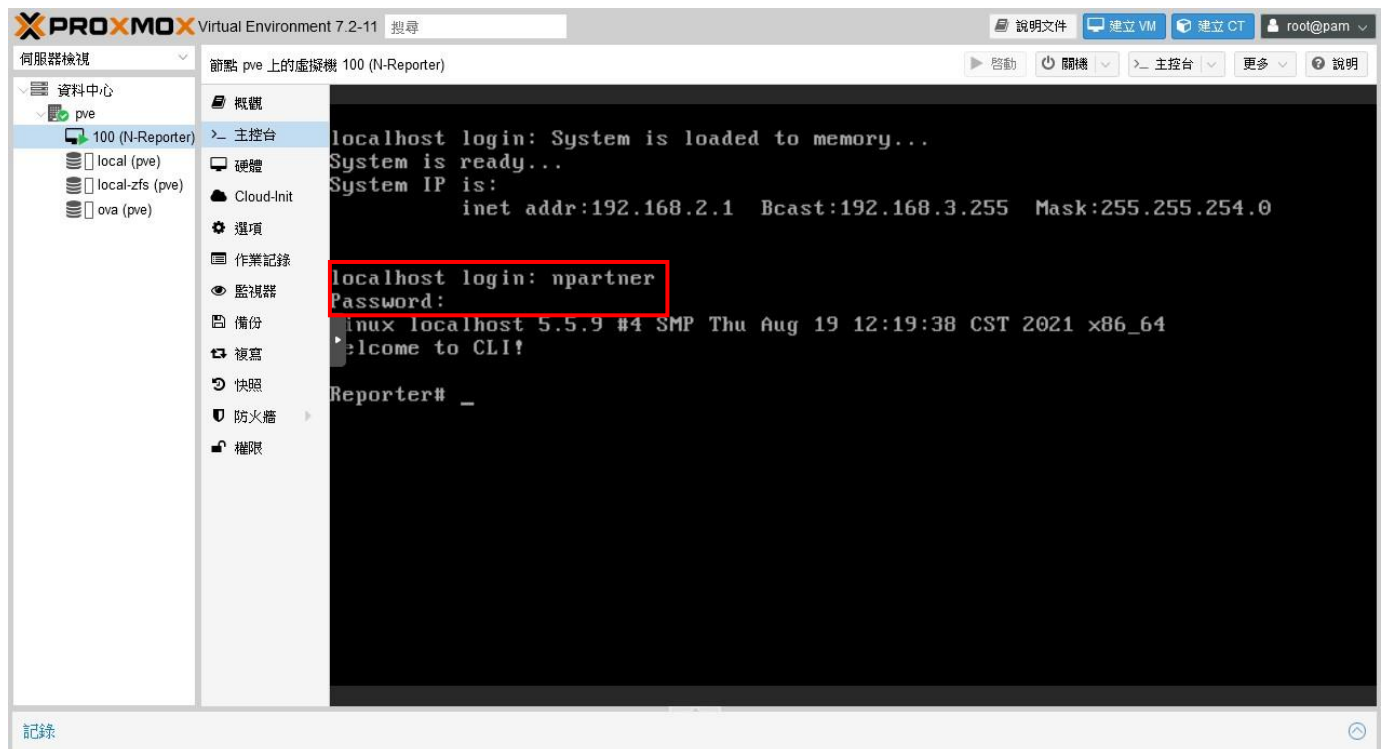 PROXMOX Virtual Environment 7.2-11 搜尋 說明文件 建立 VM 建立 CT root@pam
伺服器檢視
節點 pve 上的虛擬機 100 (N-Reporter) 啓動 關機 主控台 更多 說明
資料中心
pve
100 (N-Reporter)
local (pve)
local-zfs (pve)
ova (pve)
概觀
>_ 主控台
硬體
Cloud-Init
選項
作業記錄
監視器
備份
複寫
快照
防火牆
權限
localhost login: System is loaded to memory...
System is ready...
System IP is:
inet addr:192.168.2.1 Bcast:192.168.3.255 Mask:255.255.254.0
localhost login: npartner
Password:
inux localhost 5.5.9 #4 SMP Thu Aug 19 12:19:38 CST 2021 x86_64
elcome to CLI!
Reporter# _
記錄